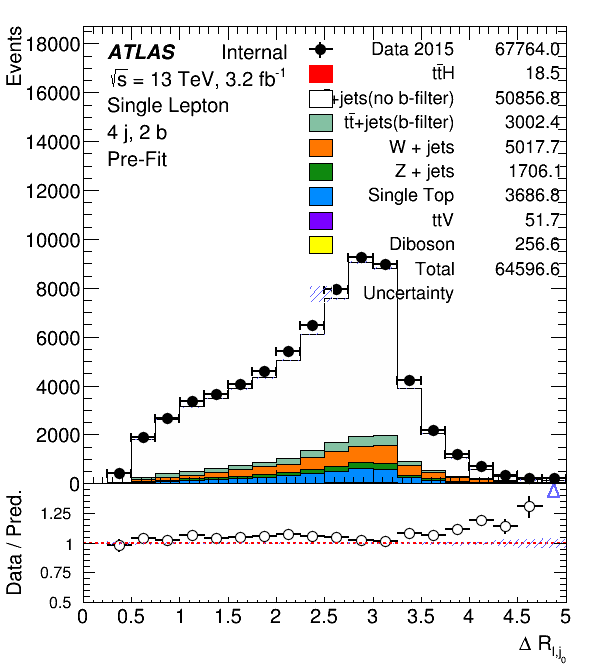 Events
18000
16000
14000
12000
10000
8000
6000
4000
2000
0
ATLAS Internal
√s = 13 TeV, 3.2 fb-1
Single Lepton
4 j, 2 b
Pre-Fit
Data 2015 67764.0
tt̄H 18.5
+jets(no b-filter) 50856.8
tt̄+jets(b-filter) 3002.4
W + jets 5017.7
Z + jets 1706.1
Single Top 3686.8
ttV 51.7
Diboson 256.6
Total 64596.6
Uncertainty
Data / Pred.
1.25
1
0.75
0.5
0 0.5 1 1.5 2 2.5 3 3.5 4 4.5 5
Δ Rl,j0